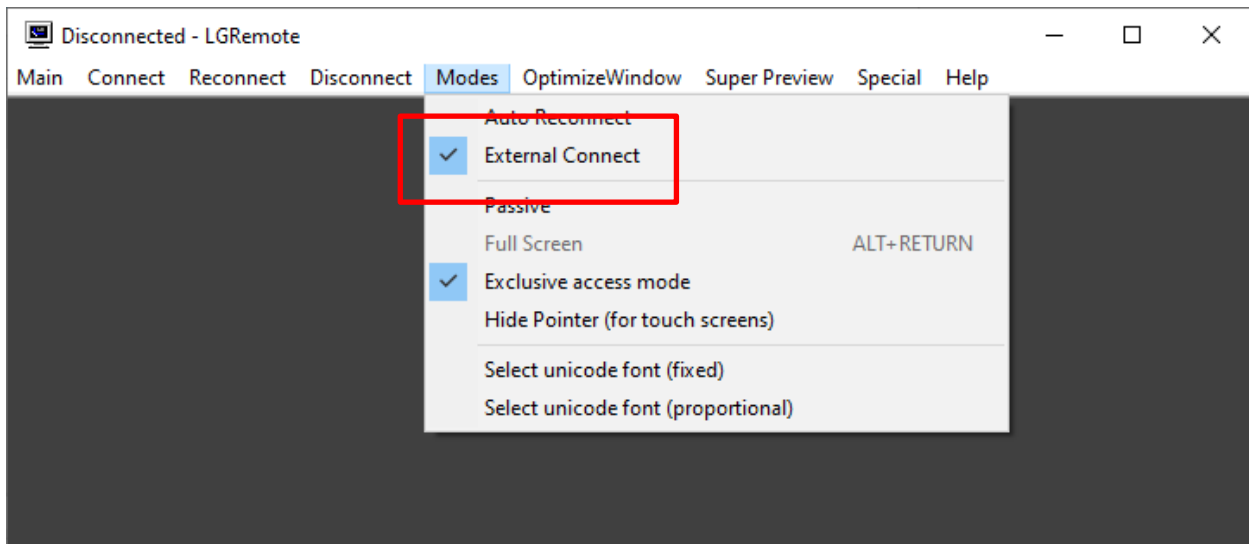 Disconnected - LGRemote
Main Connect Reconnect Disconnect Modes OptimizeWindow Super Preview Special Help
Auto Reconnect
External Connect
Passive
Full Screen ALT+RETURN
Exclusive access mode
Hide Pointer (for touch screens)
Select unicode font (fixed)
Select unicode font (proportional)